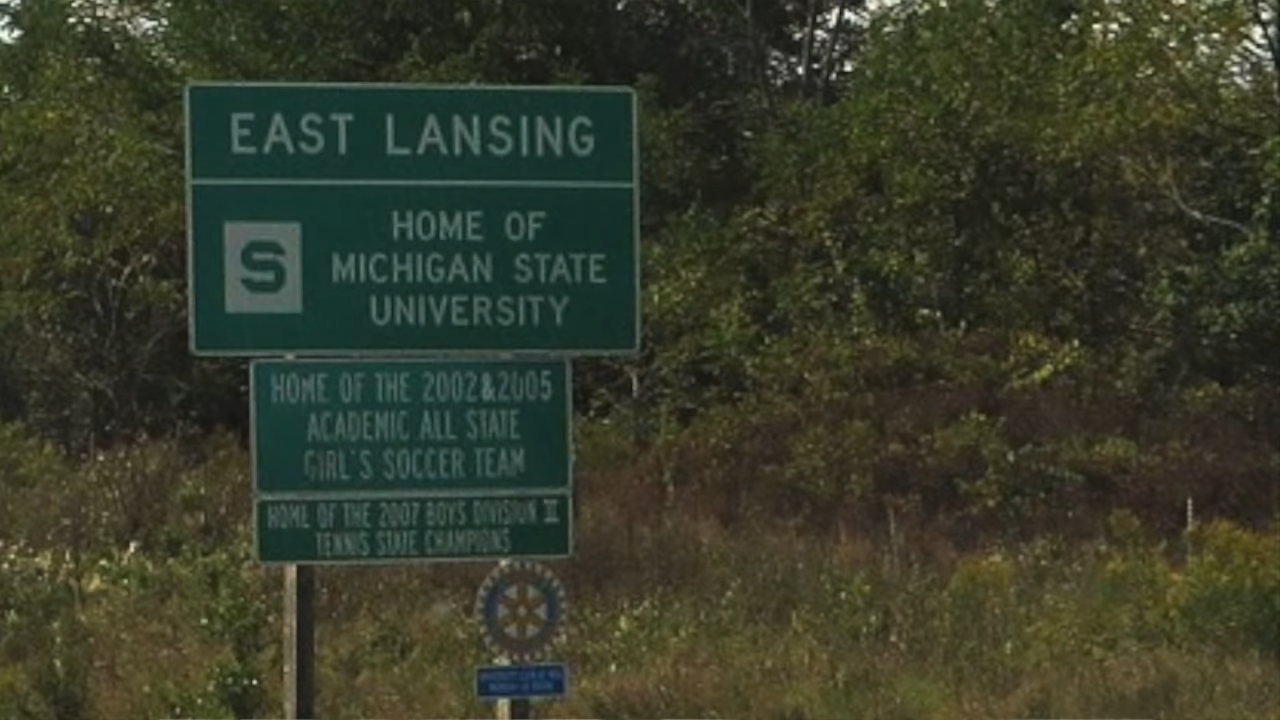 EAST LANSING
S
HOME OF
MICHIGAN STATE
UNIVERSITY
HOME OF THE 2002 & 2005
ACADEMIC ALL STATE
GIRL'S SOCCER TEAM
HOME OF THE 2007 BOYS DIVISION II
TENNIS STATE CHAMPIONS